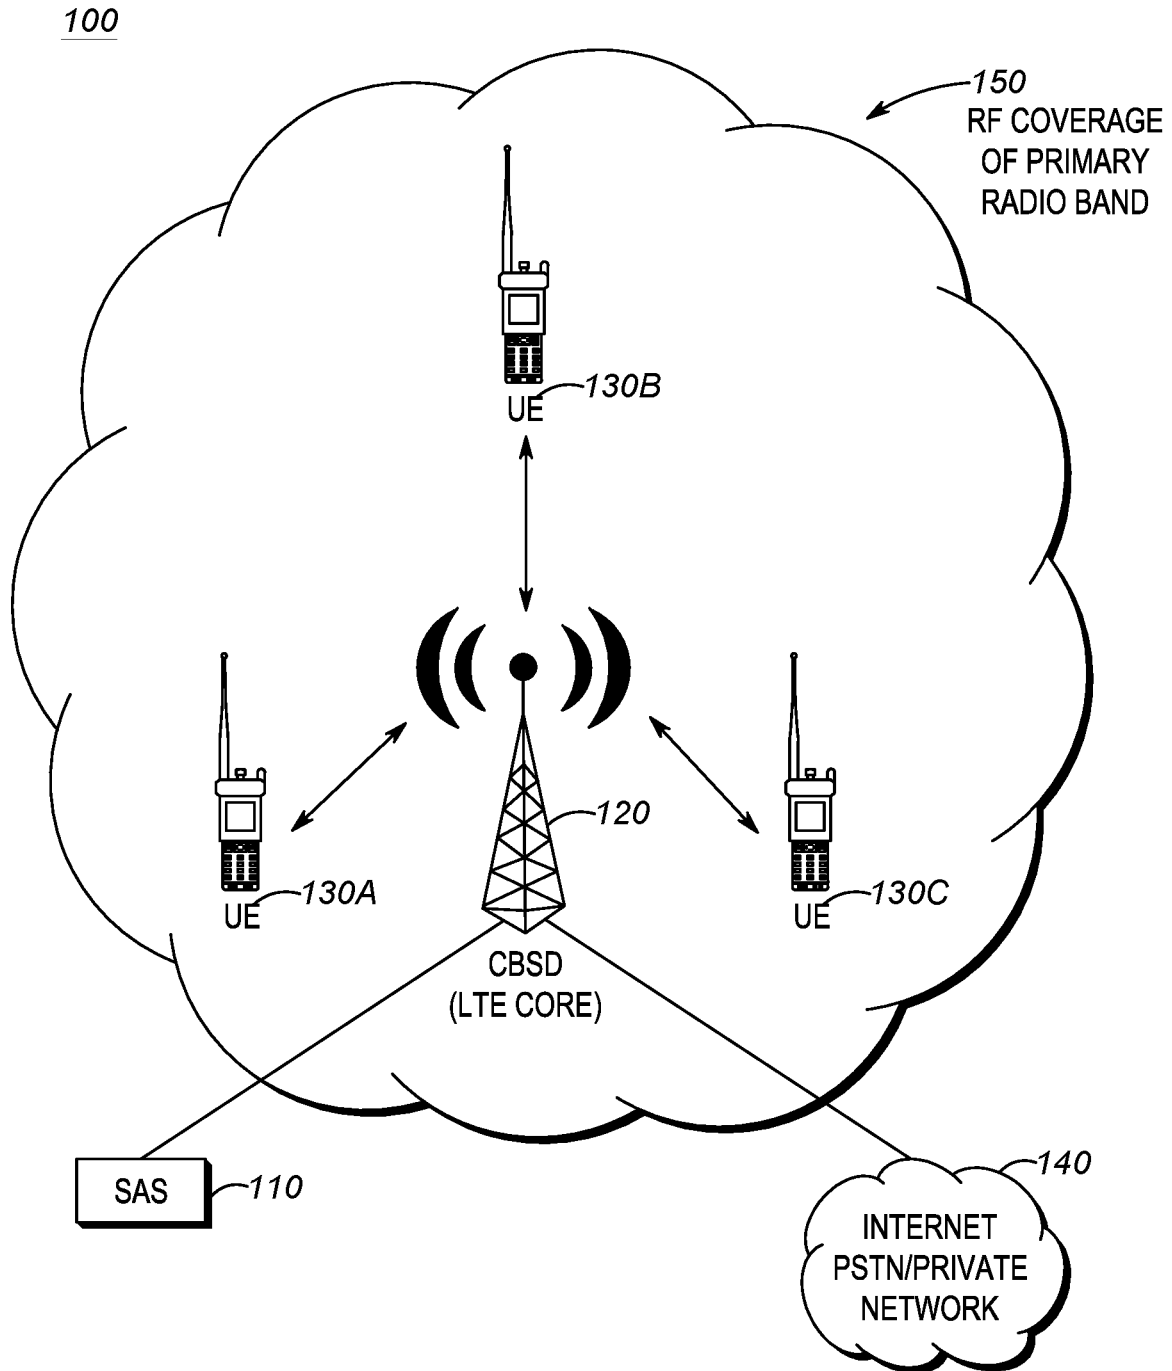 100
150
RF COVERAGE
OF PRIMARY
RADIO BAND
130B
UE
120
130A
UE
130C
UE
CBSD
(LTE CORE)
SAS
110
140
INTERNET
PSTN/PRIVATE
NETWORK